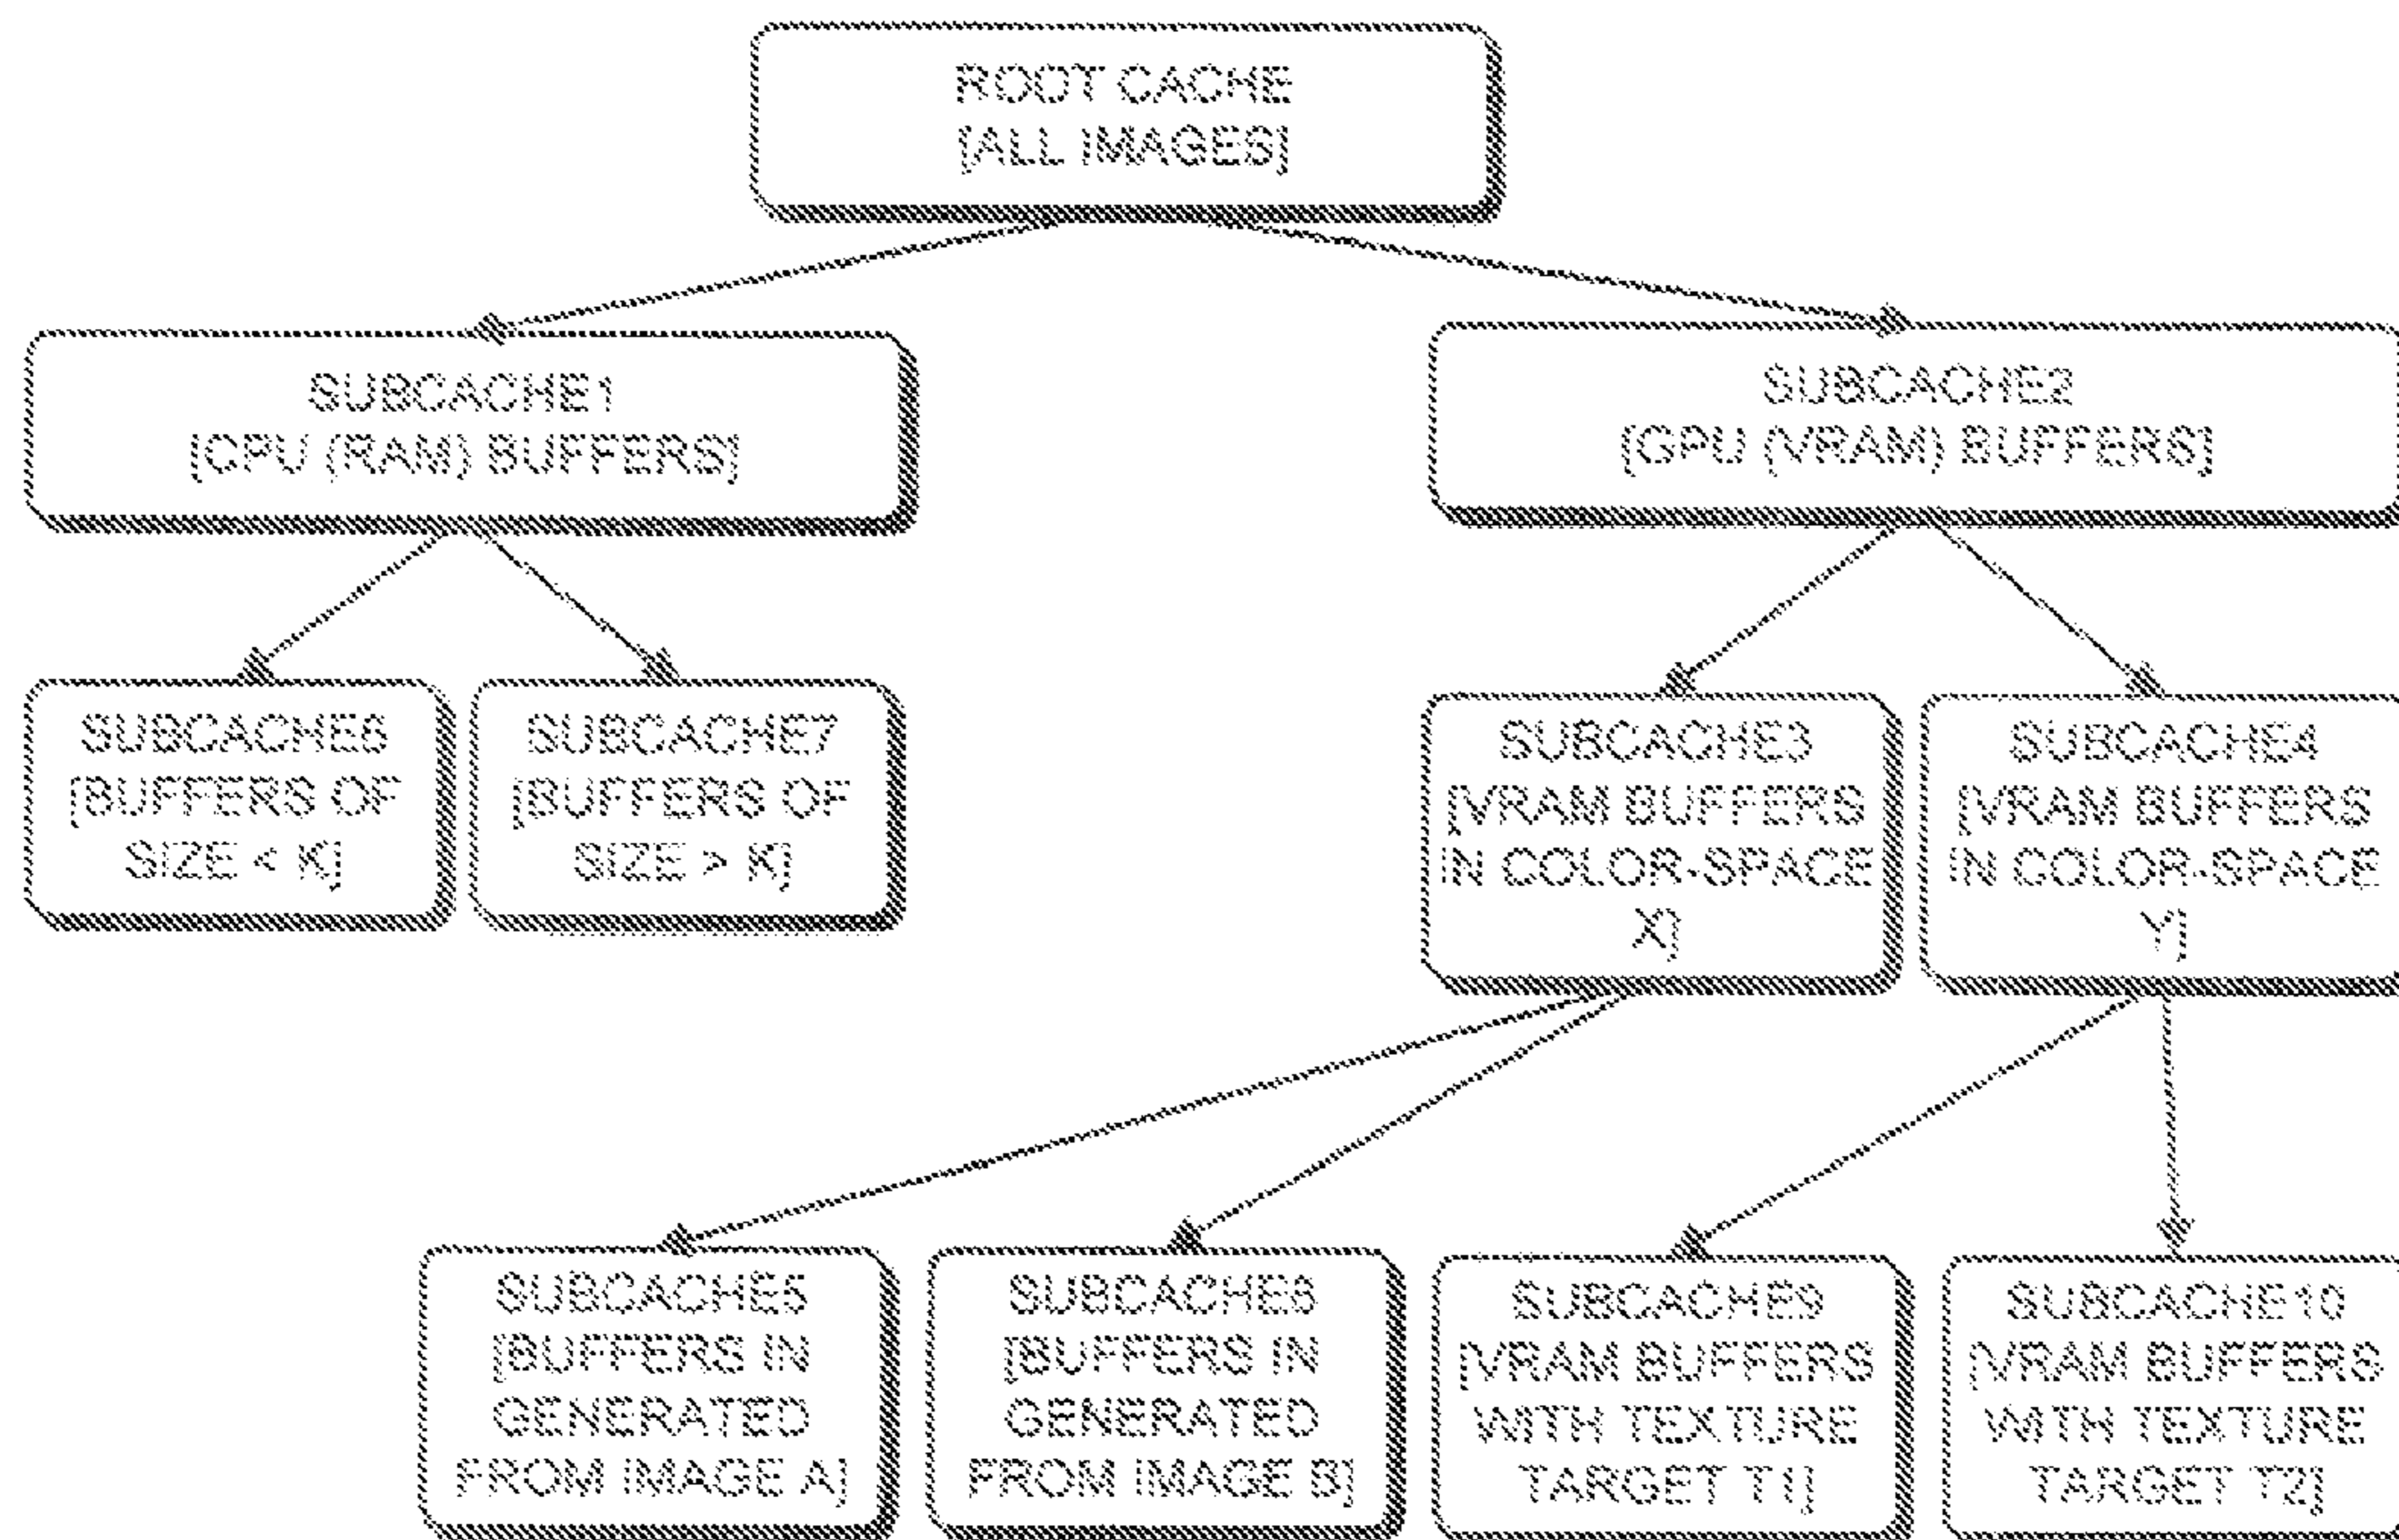 ROOT CACHE
[ALL IMAGES]
SUBCACHE1
[CPU (RAM) BUFFERS]
SUBCACHE2
[GPU (VRAM) BUFFERS]
SUBCACHE6
[BUFFERS OF
SIZE < K]
SUBCACHE7
[BUFFERS OF
SIZE > K]
SUBCACHE3
[VRAM BUFFERS
IN COLOR-SPACE
X]
SUBCACHE4
[VRAM BUFFERS
IN COLOR-SPACE
Y]
SUBCACHE5
[BUFFERS IN
GENERATED
FROM IMAGE A]
SUBCACHE8
[BUFFERS IN
GENERATED
FROM IMAGE B]
SUBCACHE9
[VRAM BUFFERS
WITH TEXTURE
TARGET T1]
SUBCACHE10
[VRAM BUFFERS
WITH TEXTURE
TARGET T2]